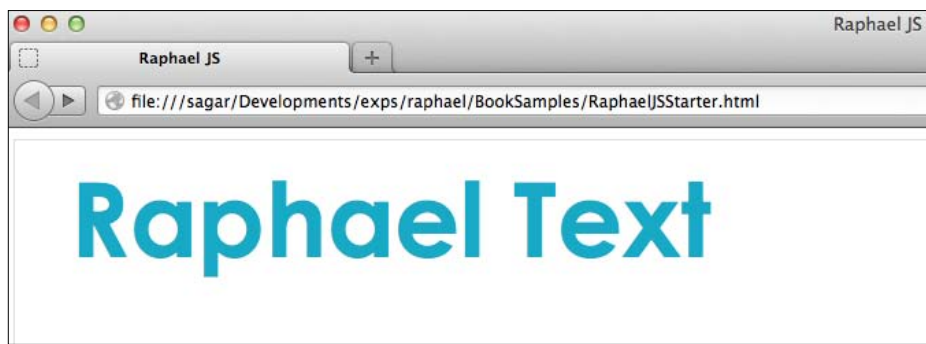 Raphael JS
Raphael JS
file:///sagar/Developments/exps/raphael/BookSamples/RaphaelJSStarter.html
Raphael Text